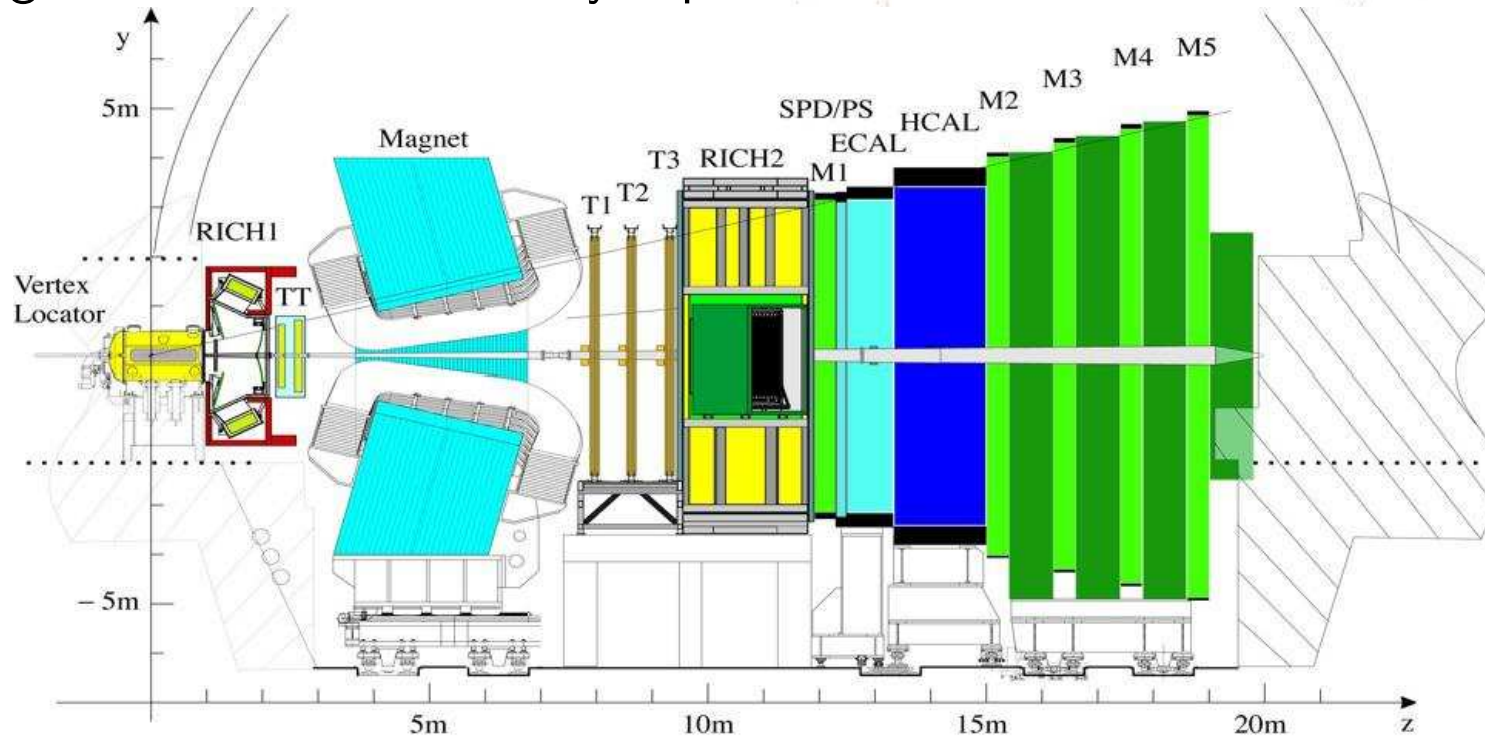 y
5m
Magnet
RICH1
Vertex
Locator
TT
T1
T2
T3
RICH2
SPD/PS
M1
ECAL
HCAL
M2
M3
M4
M5
− 5m
5m
10m
15m
20m
z